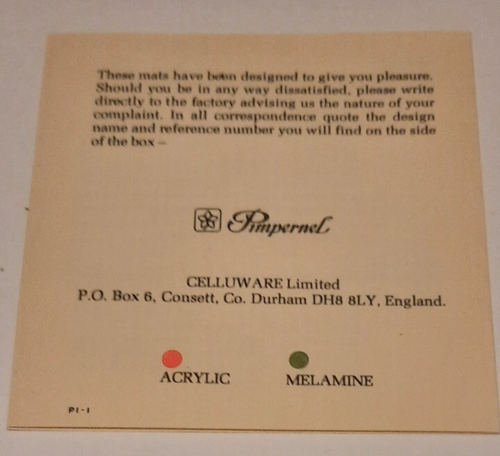 These mats have been designed to give you pleasure.
Should you be in any way dissatisfied, please write
directly to the factory advising us the nature of your
complaint. In all correspondence quote the design
name and reference number you will find on the side
of the box –
Pimpernel
CELLUWARE Limited
P.O. Box 6, Consett, Co. Durham DH8 8LY, England.
ACRYLIC MELAMINE
P1-1